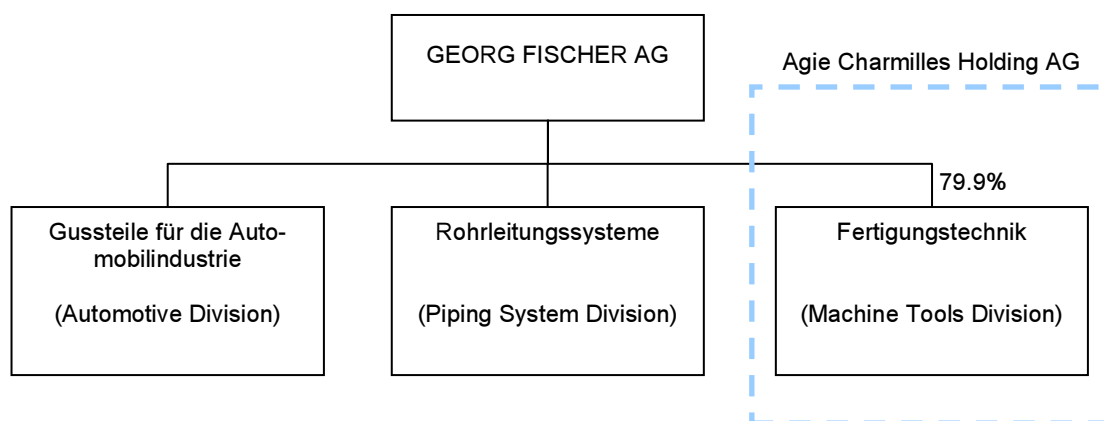 GEORG FISCHER AG
Agie Charmilles Holding AG
79.9%
Gussteile für die Auto-
mobilindustrie
(Automotive Division)
Rohrleitungssysteme
(Piping System Division)
Fertigungstechnik
(Machine Tools Division)